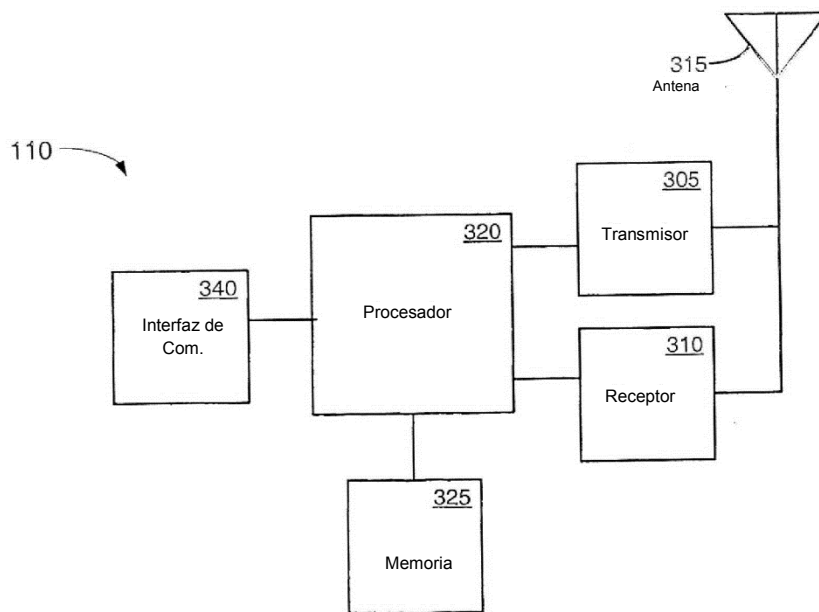 315
Antena
110
305
Transmisor
320
Procesador
340
Interfaz de
Com.
310
Receptor
325
Memoria